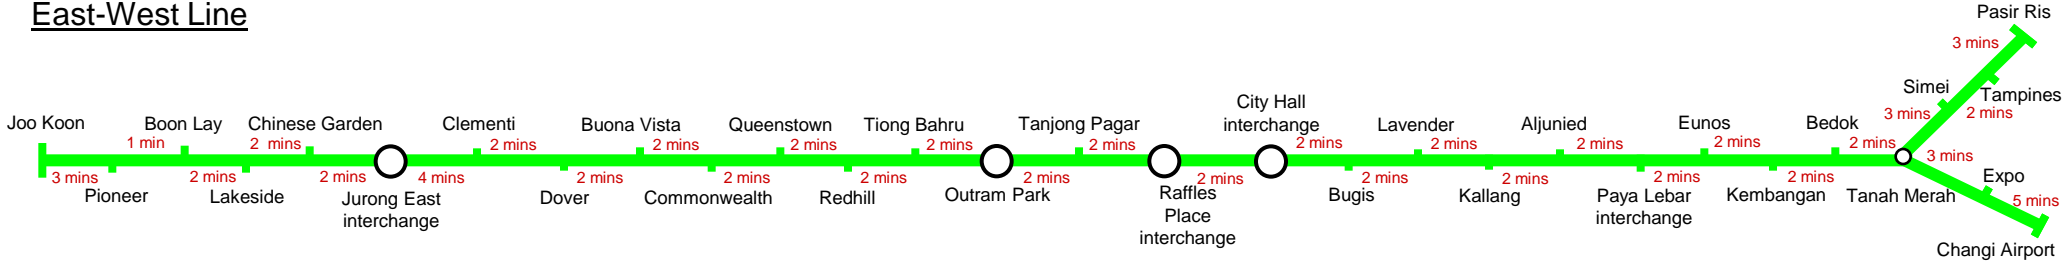 East-West Line
Pasir Ris
3 mins
Simei
Tampines
3 mins
2 mins
City Hall
interchange
Joo Koon
Boon Lay
Chinese Garden
Clementi
Buona Vista
Queenstown
Tiong Bahru
Tanjong Pagar
Lavender
Aljunied
Eunos
Bedok
1 min
2 mins
2 mins
2 mins
2 mins
2 mins
2 mins
2 mins
2 mins
2 mins
2 mins
2 mins
3 mins
3 mins
2 mins
2 mins
4 mins
2 mins
2 mins
2 mins
2 mins
2 mins
2 mins
2 mins
2 mins
Expo
5 mins
Pioneer
Lakeside
Jurong East
interchange
Dover
Commonwealth
Redhill
Outram Park
Raffles
Place
interchange
Bugis
Kallang
Paya Lebar
interchange
Kembangan
Tanah Merah
Changi Airport